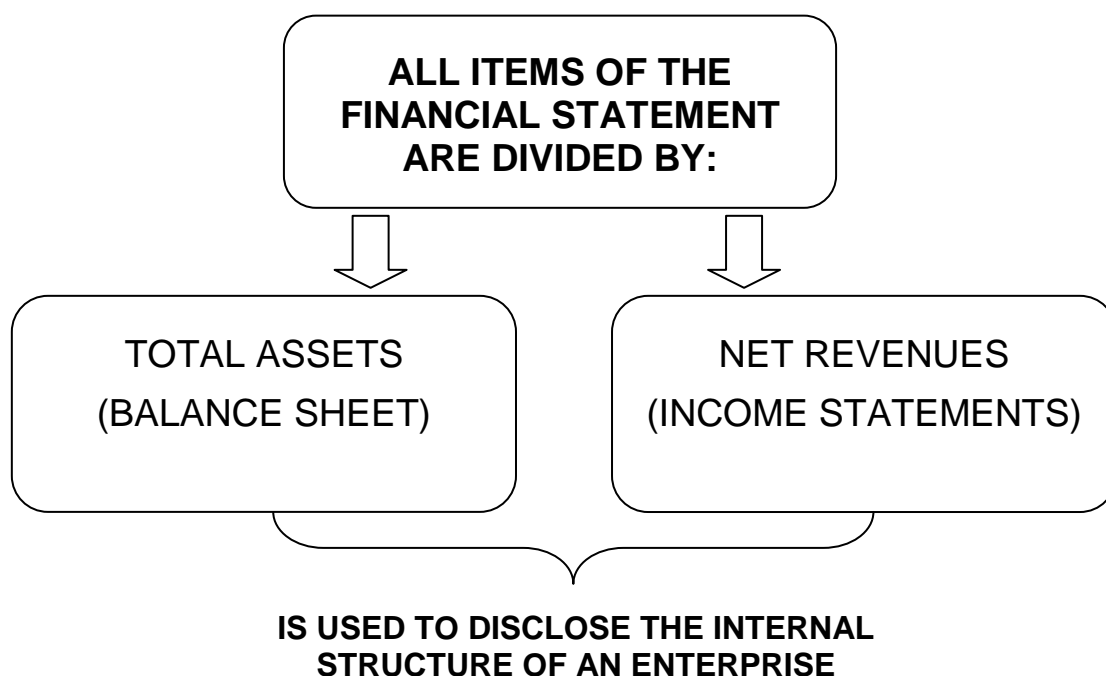 ALL ITEMS OF THE
FINANCIAL STATEMENT
ARE DIVIDED BY:
TOTAL ASSETS
(BALANCE SHEET)
NET REVENUES
(INCOME STATEMENTS)
IS USED TO DISCLOSE THE INTERNAL
STRUCTURE OF AN ENTERPRISE